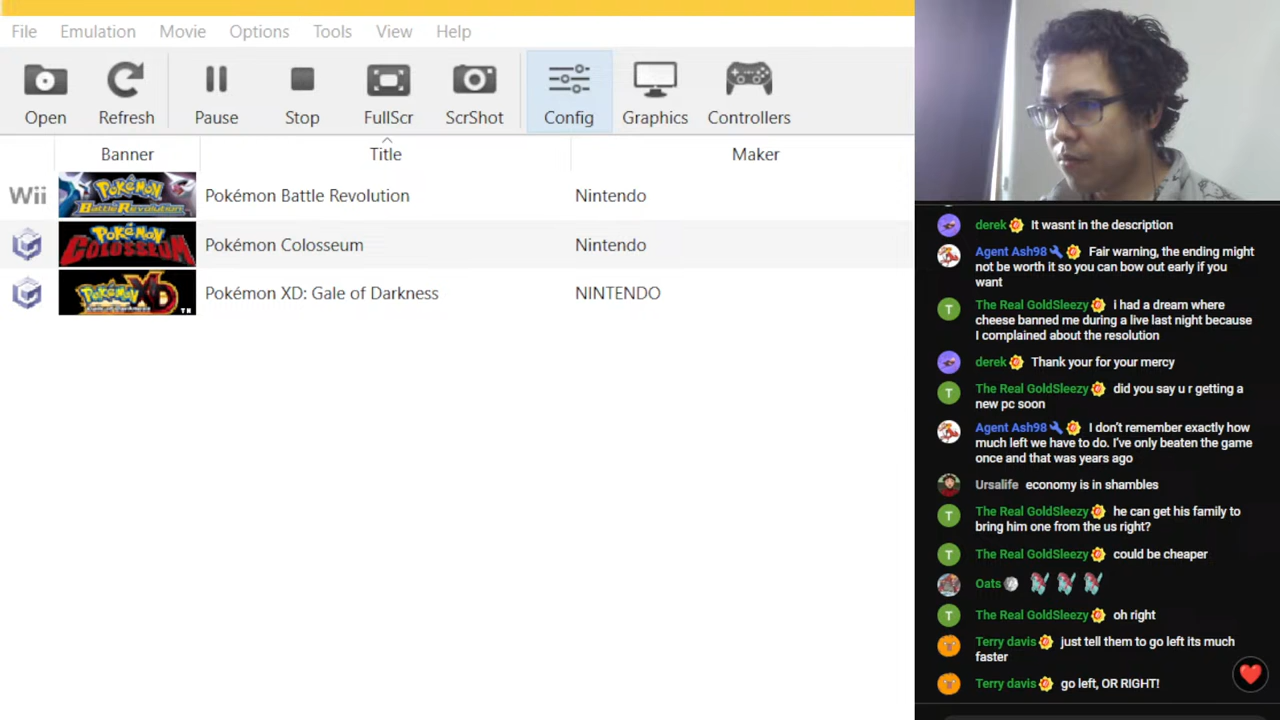 File Emulation Movie Options Tools View Help
Open Refresh Pause Stop FullScr ScrShot Config Graphics Controllers
Banner Title Maker
Wii Pokémon Battle Revolution Pokémon Battle Revolution Nintendo
Pokémon Colosseum Pokémon Colosseum Nintendo
Pokémon XD Pokémon XD: Gale of Darkness NINTENDO
derek It wasnt in the description
Agent Ash98 Fair warning, the ending might
not be worth it so you can bow out early if you
want
T The Real GoldSleezy i had a dream where
cheese banned me during a live last night because
I complained about the resolution
derek Thank your for your mercy
T The Real GoldSleezy did you say u r getting a
new pc soon
Agent Ash98 I don't remember exactly how
much left we have to do. I've only beaten the game
once and that was years ago
Ursalife economy is in shambles
T The Real GoldSleezy he can get his family to
bring him one from the us right?
T The Real GoldSleezy could be cheaper
Oats
T The Real GoldSleezy oh right
Terry davis just tell them to go left its much
faster
Terry davis go left, OR RIGHT!